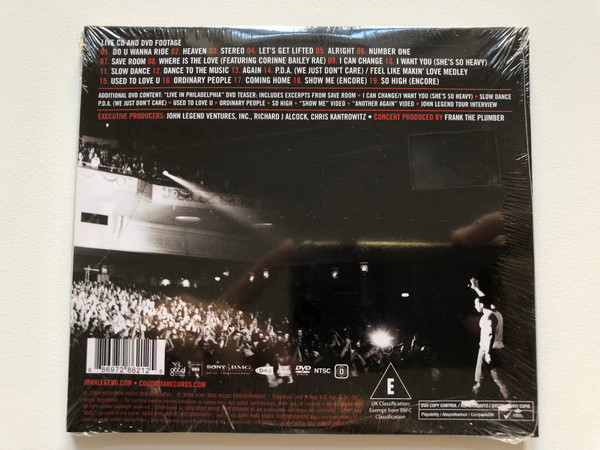 LIVE CD AND DVD FOOTAGE
01. DO U WANNA RIDE 02. HEAVEN 03. STEREO 04. LET'S GET LIFTED 05. ALRIGHT 06. NUMBER ONE
07. SAVE ROOM 08. WHERE IS THE LOVE (FEATURING CORINNE BAILEY RAE) 09. I CAN CHANGE 10. I WANT YOU (SHE'S SO HEAVY)
11. SLOW DANCE 12. DANCE TO THE MUSIC 13. AGAIN 14. P.D.A. (WE JUST DON'T CARE) / FEEL LIKE MAKIN' LOVE MEDLEY
15. USED TO LOVE U 16. ORDINARY PEOPLE 17. COMING HOME 18. SHOW ME (ENCORE) 19. SO HIGH (ENCORE)
ADDITIONAL DVD CONTENT: "LIVE IN PHILADELPHIA" DVD TEASER: INCLUDES EXCERPTS FROM SAVE ROOM • I CAN CHANGE/I WANT YOU (SHE'S SO HEAVY) • SLOW DANCE
P.D.A. (WE JUST DON'T CARE) • USED TO LOVE U • ORDINARY PEOPLE • SO HIGH • "SHOW ME" VIDEO • "ANOTHER AGAIN" VIDEO • JOHN LEGEND TOUR INTERVIEW
EXECUTIVE PRODUCERS: JOHN LEGEND VENTURES, INC., RICHARD J ALCOCK, CHRIS KANTROWITZ • CONCERT PRODUCED BY FRANK THE PLUMBER
8 86972 86212 5
SONY BMG
DVD
NTSC
0
JOHNLEGEND.COM • COLUMBIARECORDS.COM
E
UK Classification:
Exempt from BBFC
Classification
DVD COPY CONTROL